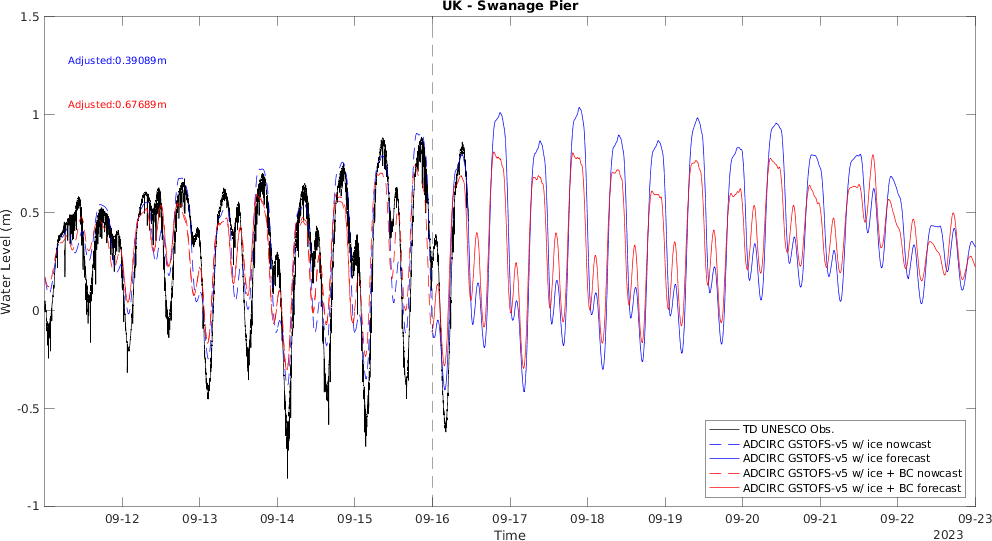 UK - Swanage Pier
1.5
1
0.5
0
-0.5
-1
Water Level (m)
Adjusted:0.39089m
Adjusted:0.67689m
TD UNESCO Obs.
ADCIRC GSTOFS-v5 w/ ice nowcast
ADCIRC GSTOFS-v5 w/ ice forecast
ADCIRC GSTOFS-v5 w/ ice + BC nowcast
ADCIRC GSTOFS-v5 w/ ice + BC forecast
09-12 09-13 09-14 09-15 09-16 09-17 09-18 09-19 09-20 09-21 09-22 09-23
Time
2023